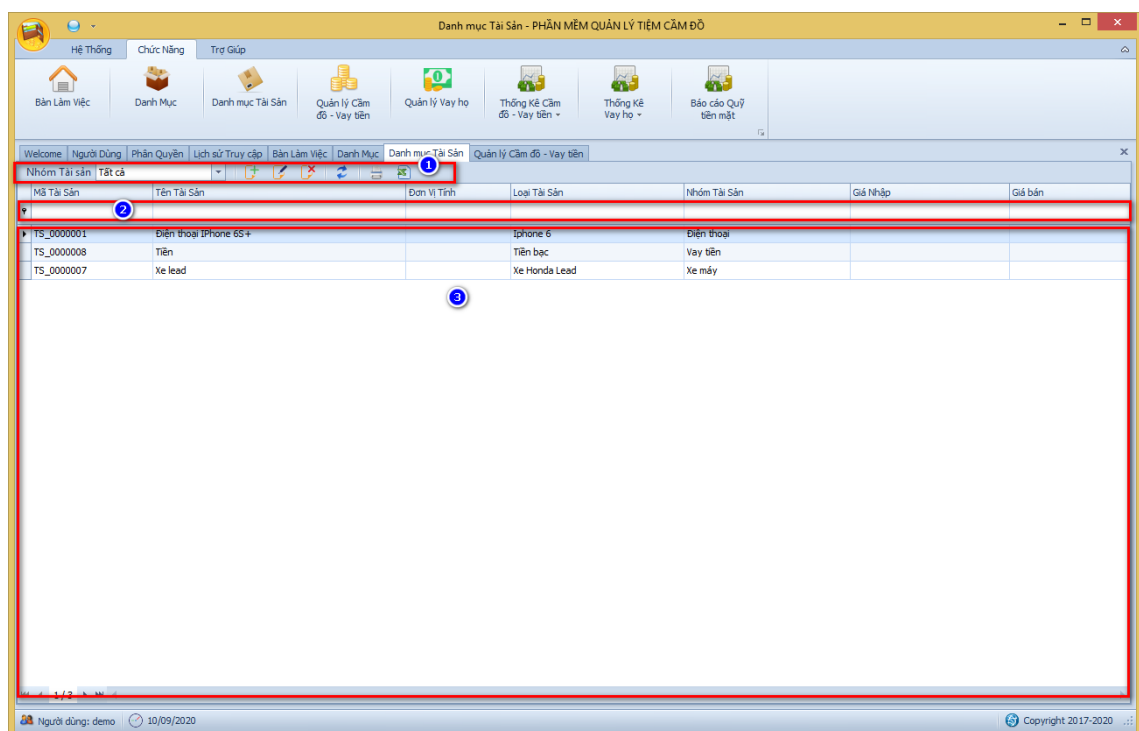 Danh mục Tài Sản - PHẦN MỀM QUẢN LÝ TIỆM CẦM ĐỒ
Hệ Thống Chức Năng Trợ Giúp
Bàn Làm Việc Danh Mục Danh mục Tài Sản Quản lý Cầm đồ - Vay tiền Quản lý Vay họ Thống Kê Cầm đồ - Vay tiền Thống Kê Vay họ Báo cáo Quỹ tiền mặt
Welcome Người Dùng Phân Quyền Lịch sử Truy cập Bàn Làm Việc Danh Mục Danh mục Tài Sản Quản lý Cầm đồ - Vay tiền
1
Nhóm Tài sản Tất cả
Mã Tài Sản Tên Tài Sản Đơn Vị Tính Loại Tài Sản Nhóm Tài Sản Giá Nhập Giá bán
2
TS_0000001 Điện thoại IPhone 6S+ Iphone 6 Điện thoại
TS_0000008 Tiền Tiền bạc Vay tiền
TS_0000007 Xe lead Xe Honda Lead Xe máy
3
1 / 3
Người dùng: demo 10/09/2020 Copyright 2017-2020